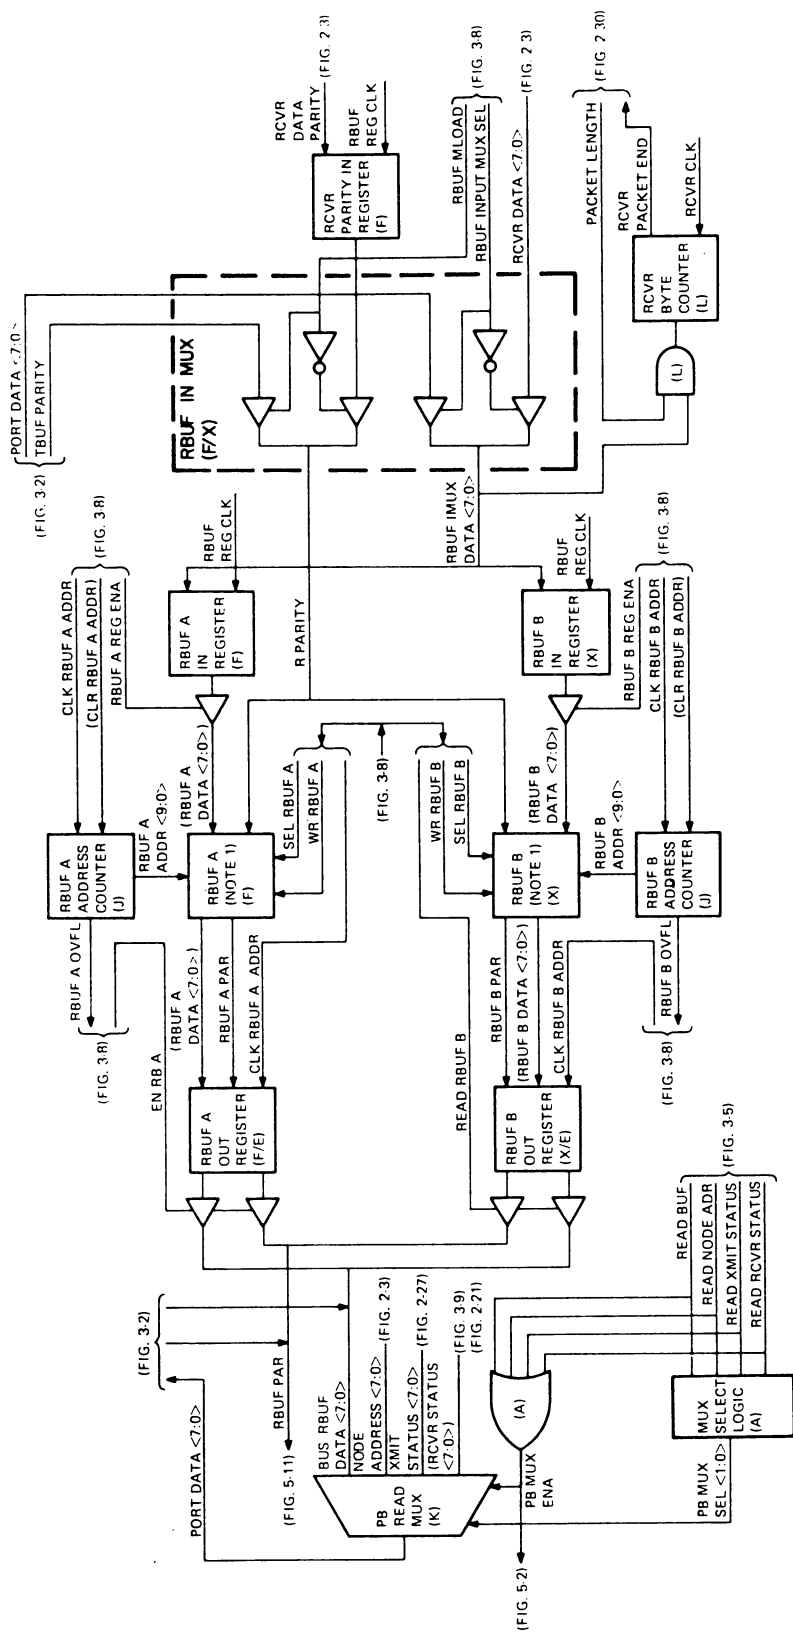 PORT DATA <7:0>
TBUF PARITY
(FIG. 3-2)
RBUF IN MUX
(F/X)
RCVR
DATA
PARITY
(FIG. 2-3)
RBUF
REG CLK
RCVR
PARITY IN
REGISTER
(F)
RBUF MLOAD
RBUF INPUT MUX SEL
(FIG. 3-8)
RCVR DATA <7:0>
(FIG. 2-3)
PACKET LENGTH
(FIG. 2-30)
RCVR
PACKET END
RCVR CLK
RCVR
BYTE
COUNTER
(L)
(L)
CLK RBUF A ADDR
(CLR RBUF A ADDR)
RBUF A REG ENA
(FIG. 3-8)
RBUF
REG CLK
RBUF A
IN
REGISTER
(F)
R PARITY
RBUF IMUX
DATA <7:0>
RBUF
REG CLK
RBUF B
IN
REGISTER
(X)
RBUF B REG ENA
CLK RBUF B ADDR
(CLR RBUF B ADDR)
(FIG. 3-8)
RBUF A
ADDRESS
COUNTER
(J)
RBUF A
ADDR <9:0>
(RBUF A
DATA <7:0>)
RBUF A
(NOTE 1)
(F)
SEL RBUF A
WR RBUF A
(FIG. 3-8)
WR RBUF B
SEL RBUF B
RBUF B
(NOTE 1)
(X)
(RBUF B
DATA <7:0>)
RBUF B
ADDR <9:0>
RBUF B
ADDRESS
COUNTER
(J)
RBUF A OVFL
(FIG. 3-8)
EN RB A
(RBUF A
DATA <7:0>)
RBUF A PAR
CLK RBUF A ADDR
READ RBUF B
RBUF B PAR
(RBUF B DATA <7:0>)
CLK RBUF B ADDR
RBUF B OVFL
(FIG. 3-8)
RBUF A
OUT
REGISTER
(F/E)
RBUF B
OUT
REGISTER
(X/E)
(FIG. 3-2)
PORT DATA <7:0>
RBUF PAR
(FIG. 5-11)
BUS RBUF
DATA <7:0>
NODE
ADDRESS <7:0>
(FIG. 2-3)
XMIT
STATUS <7:0>
(FIG. 2-27)
(RCVR STATUS
<7:0>)
(FIG. 3-9)
(FIG. 2-21)
PB
READ
MUX
(K)
PB MUX
ENA
(FIG. 5-2)
(A)
READ BUF
READ NODE ADR
READ XMIT STATUS
READ RCVR STATUS
(FIG. 3-5)
MUX
SELECT
LOGIC
(A)
PB MUX
SEL <1:0>